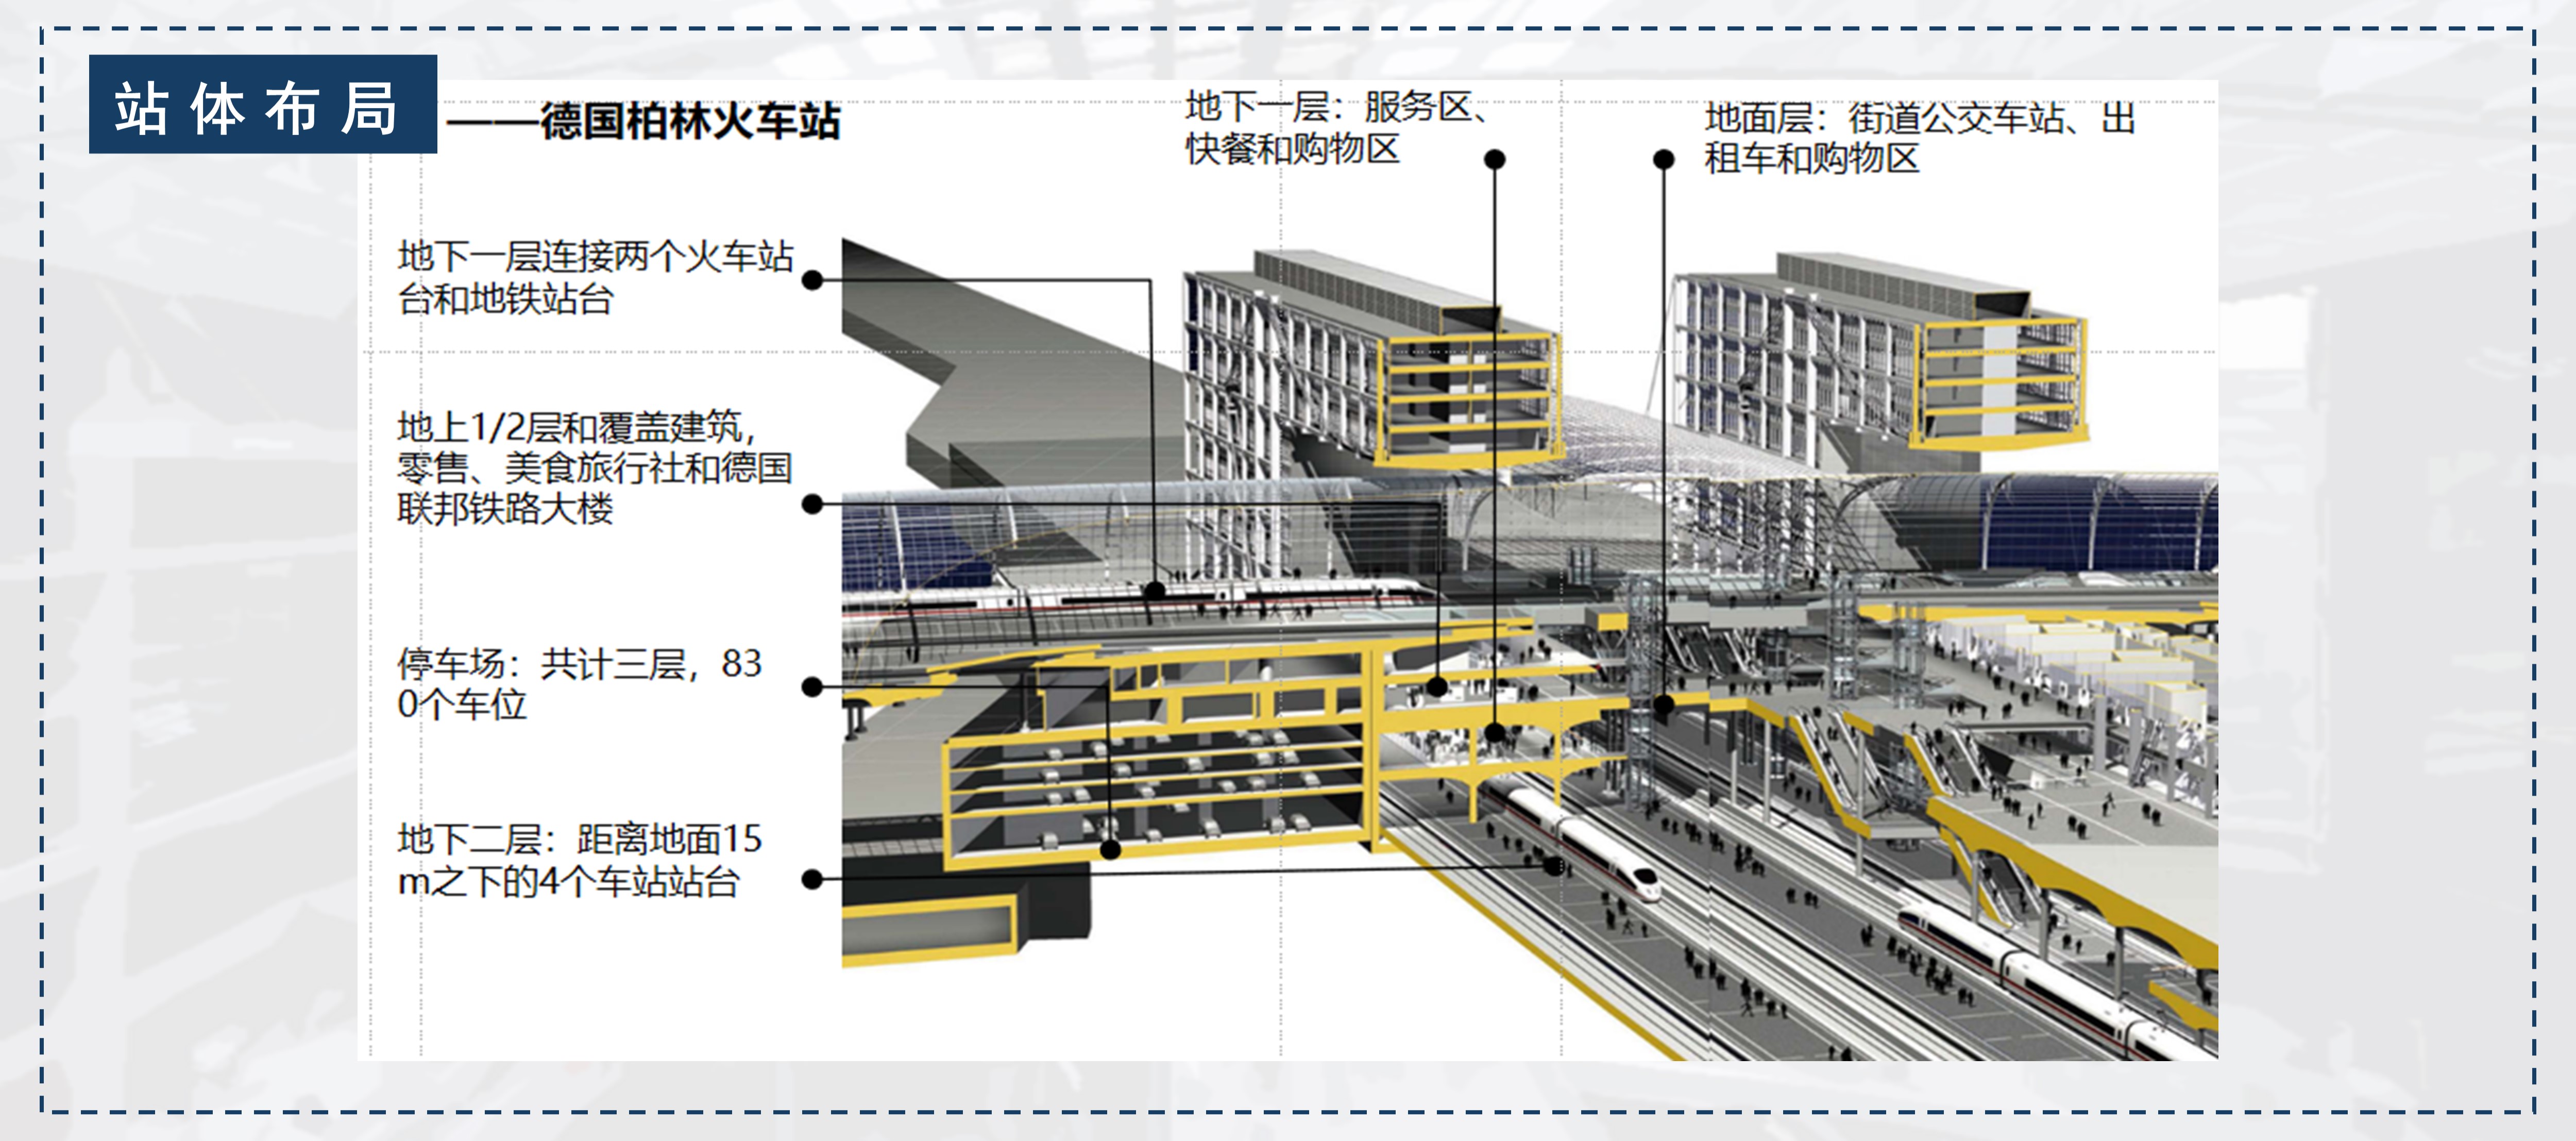 站体布局
——德国柏林火车站
地下一层：服务区、
快餐和购物区
地面层：街道公交车站、出
租车和购物区
地下一层连接两个火车站
台和地铁站台
地上1/2层和覆盖建筑，
零售、美食旅行社和德国
联邦铁路大楼
停车场：共计三层，83
0个车位
地下二层：距离地面15
m之下的4个车站站台